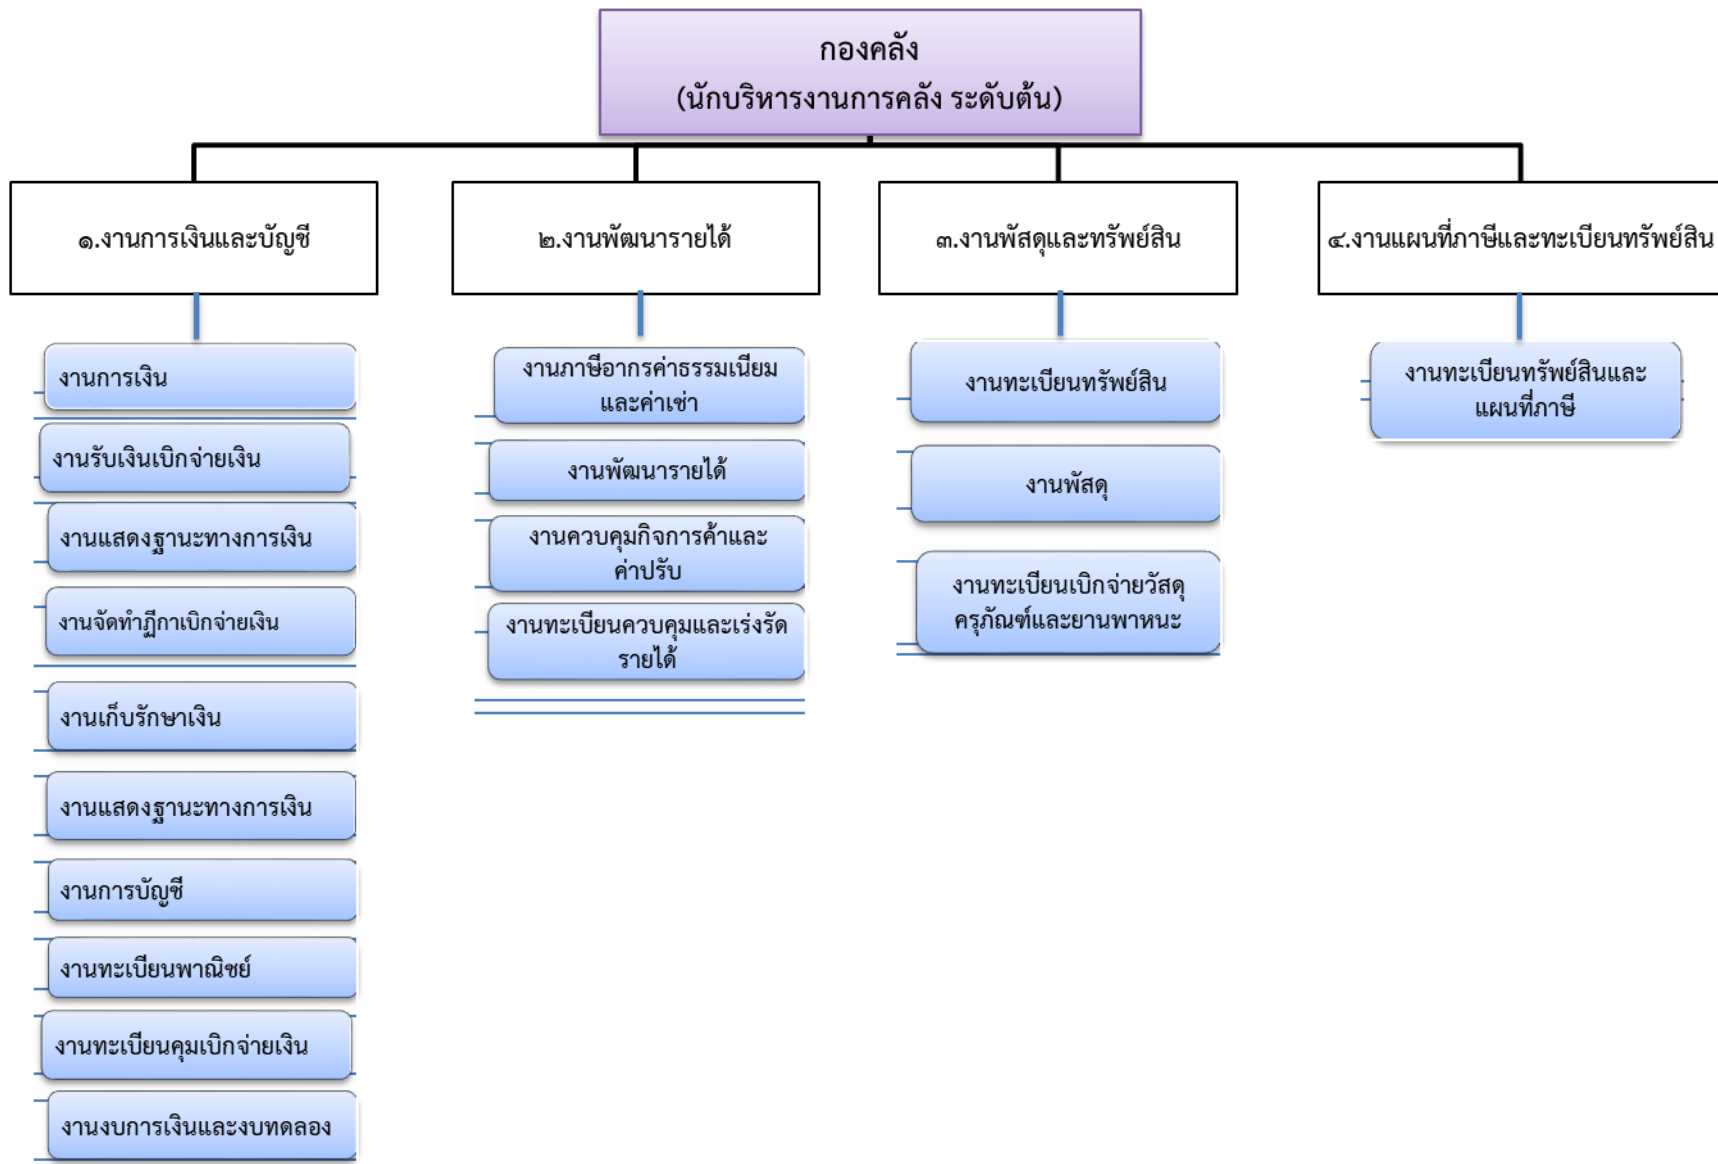 กองคลัง
(นักบริหารงานการคลัง ระดับต้น)
๑.งานการเงินและบัญชี
งานการเงิน
งานรับเงินเบิกจ่ายเงิน
งานแสดงฐานะทางการเงิน
งานจัดทำฏีกาเบิกจ่ายเงิน
งานเก็บรักษาเงิน
งานแสดงฐานะทางการเงิน
งานการบัญชี
งานทะเบียนพาณิชย์
งานทะเบียนคุมเบิกจ่ายเงิน
งานงบการเงินและงบทดลอง
๒.งานพัฒนารายได้
งานภาษีอากรค่าธรรมเนียม
และค่าเช่า
งานพัฒนารายได้
งานควบคุมกิจการค้าและ
ค่าปรับ
งานทะเบียนควบคุมและเร่งรัด
รายได้
๓.งานพัสดุและทรัพย์สิน
งานทะเบียนทรัพย์สิน
งานพัสดุ
งานทะเบียนเบิกจ่ายวัสดุ
ครุภัณฑ์และยานพาหนะ
๔.งานแผนที่ภาษีและทะเบียนทรัพย์สิน
งานทะเบียนทรัพย์สินและ
แผนที่ภาษี